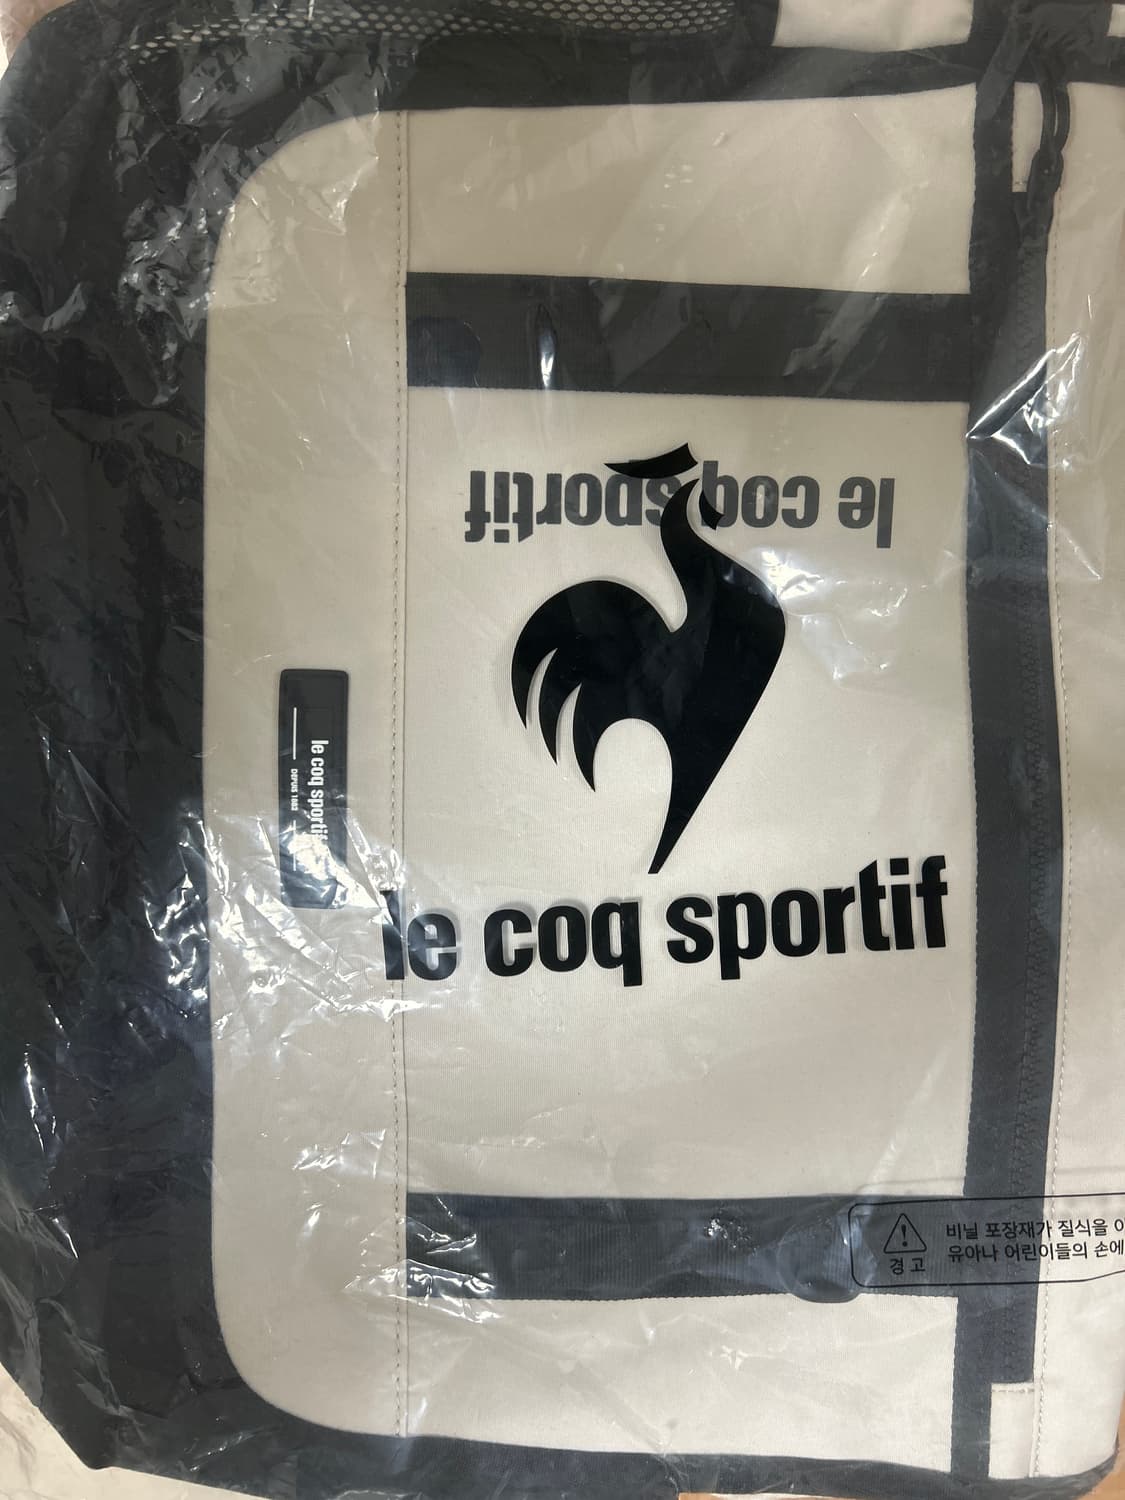 le coq sportif
le coq sportif
DEPUIS 1882
le coq sportif
비닐 포장재가 질식을
유아나 어린이들의 손에
경고